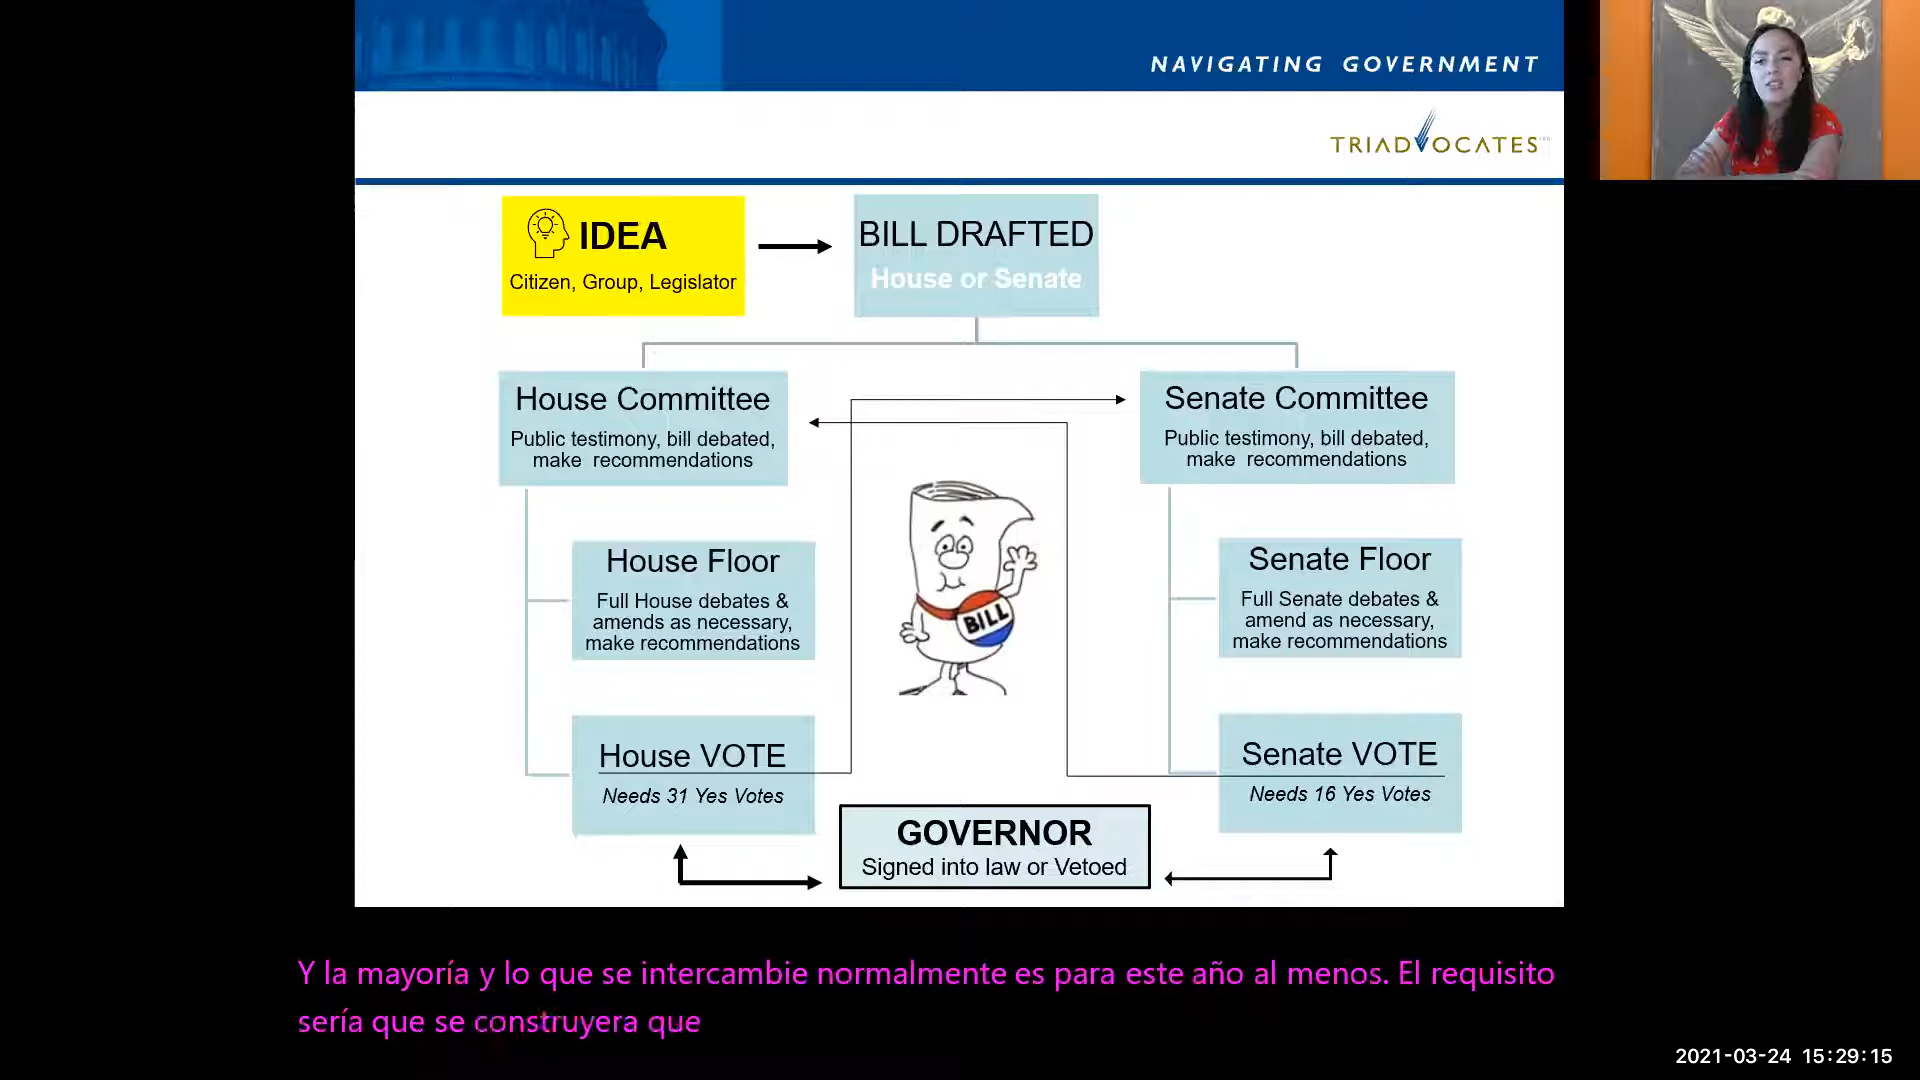 NAVIGATING GOVERNMENT
TRIADVOCATES
IDEA
Citizen, Group, Legislator
BILL DRAFTED
House or Senate
House Committee
Public testimony, bill debated,
make recommendations
Senate Committee
Public testimony, bill debated,
make recommendations
House Floor
Full House debates &
amends as necessary,
make recommendations
BILL
Senate Floor
Full Senate debates &
amend as necessary,
make recommendations
House VOTE
Needs 31 Yes Votes
Senate VOTE
Needs 16 Yes Votes
GOVERNOR
Signed into law or Vetoed
Y la mayoría y lo que se intercambie normalmente es para este año al menos. El requisito
sería que se construyera que
2021-03-24 15:29:15